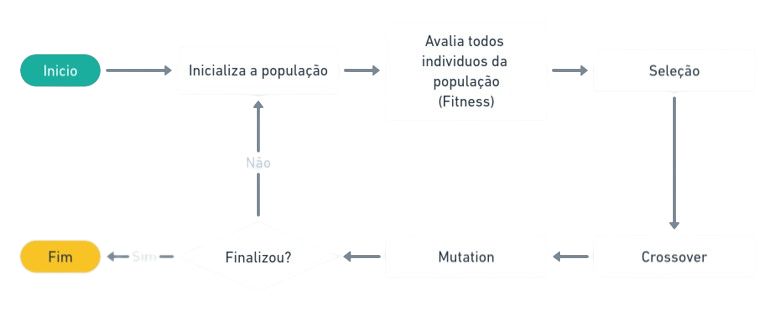 Inicio
Inicializa a população
Avalia todos
individuos da
população
(Fitness)
Seleção
Não
Fim
Sim
Finalizou?
Mutation
Crossover